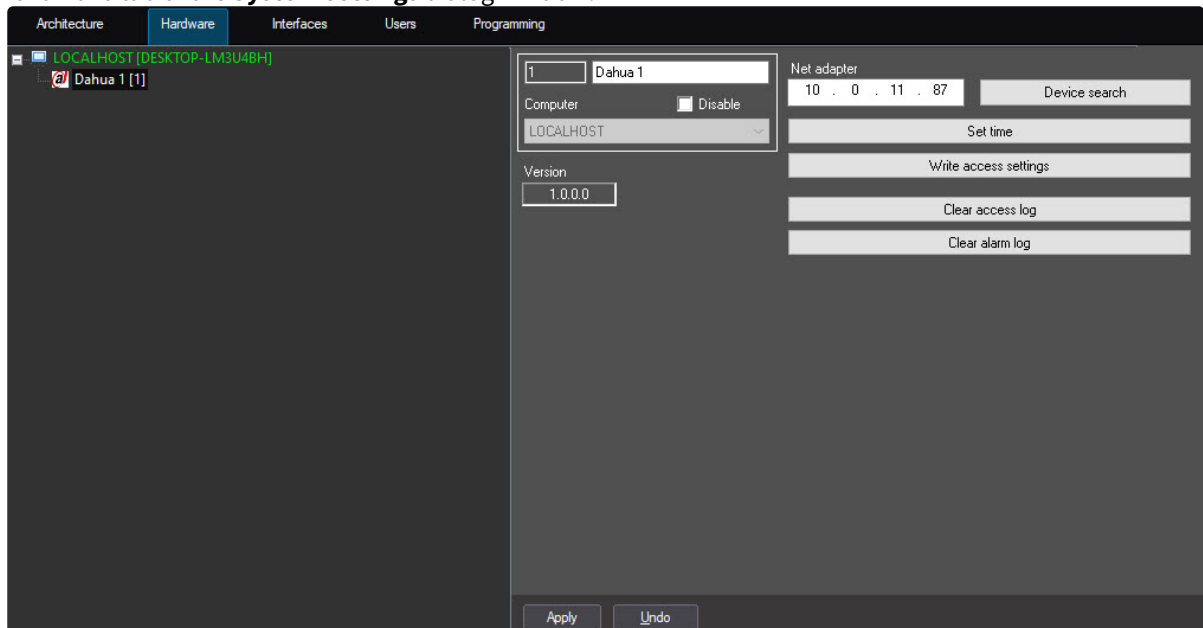 Architecture Hardware Interfaces Users Programming
LOCALHOST [DESKTOP-LM3U4BH]
Dahua 1 [1]
1 Dahua 1
Computer Disable
LOCALHOST
Version
1.0.0.0
Net adapter
10 . 0 . 11 . 87 Device search
Set time
Write access settings
Clear access log
Clear alarm log
Apply Undo